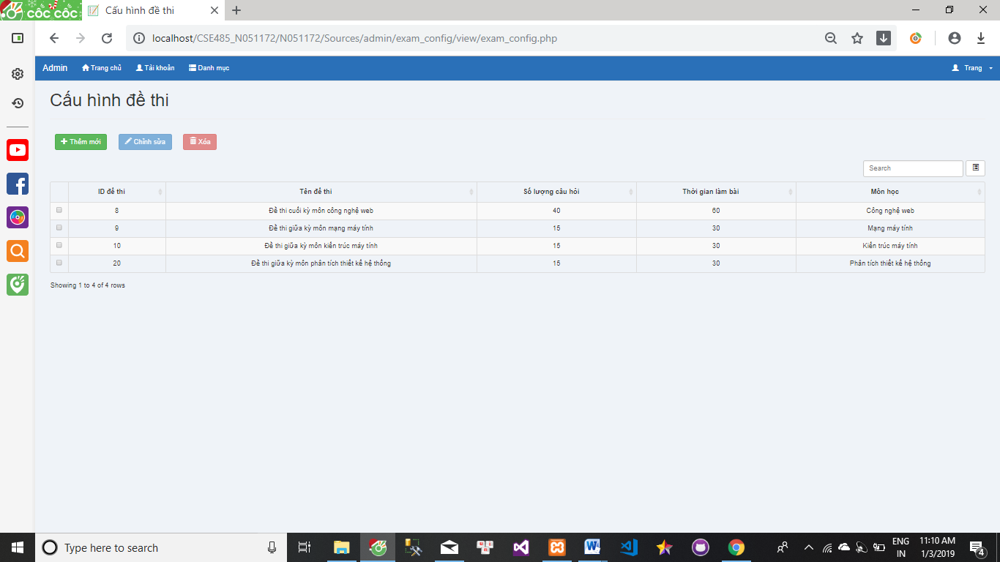 cốc cốc
Cấu hình đề thi
localhost/CSE485_N051172/N051172/Sources/admin/exam_config/view/exam_config.php
Admin Trang chủ Tài khoản Danh mục Trang
Cấu hình đề thi
Thêm mới Chỉnh sửa Xóa
Search
ID đề thi Tên đề thi Số lượng câu hỏi Thời gian làm bài Môn học
8 Đề thi cuối kỳ môn công nghệ web 40 60 Công nghệ web
9 Đề thi giữa kỳ môn mạng máy tính 15 30 Mạng máy tính
10 Đề thi giữa kỳ môn kiến trúc máy tính 15 30 Kiến trúc máy tính
20 Đề thi giữa kỳ môn phân tích thiết kế hệ thống 15 30 Phân tích thiết kế hệ thống
Showing 1 to 4 of 4 rows
Type here to search
ENG
IN
11:10 AM
1/3/2019
4